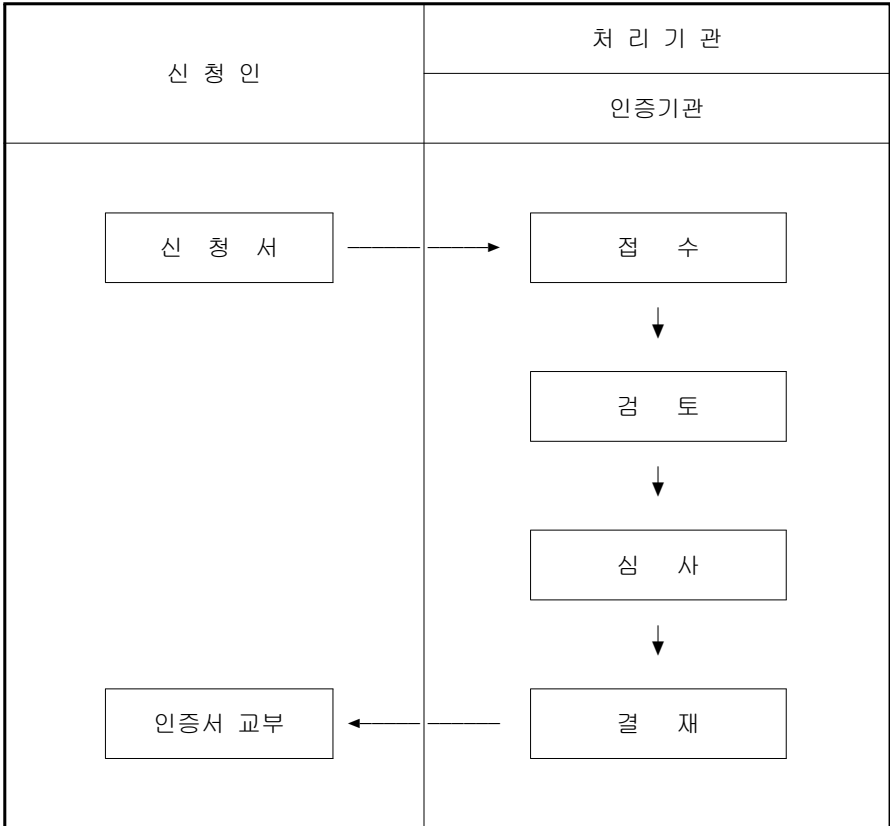 신 청 인
처 리 기 관
인증기관
신 청 서
접 수
검 토
심 사
인증서 교부
결 재